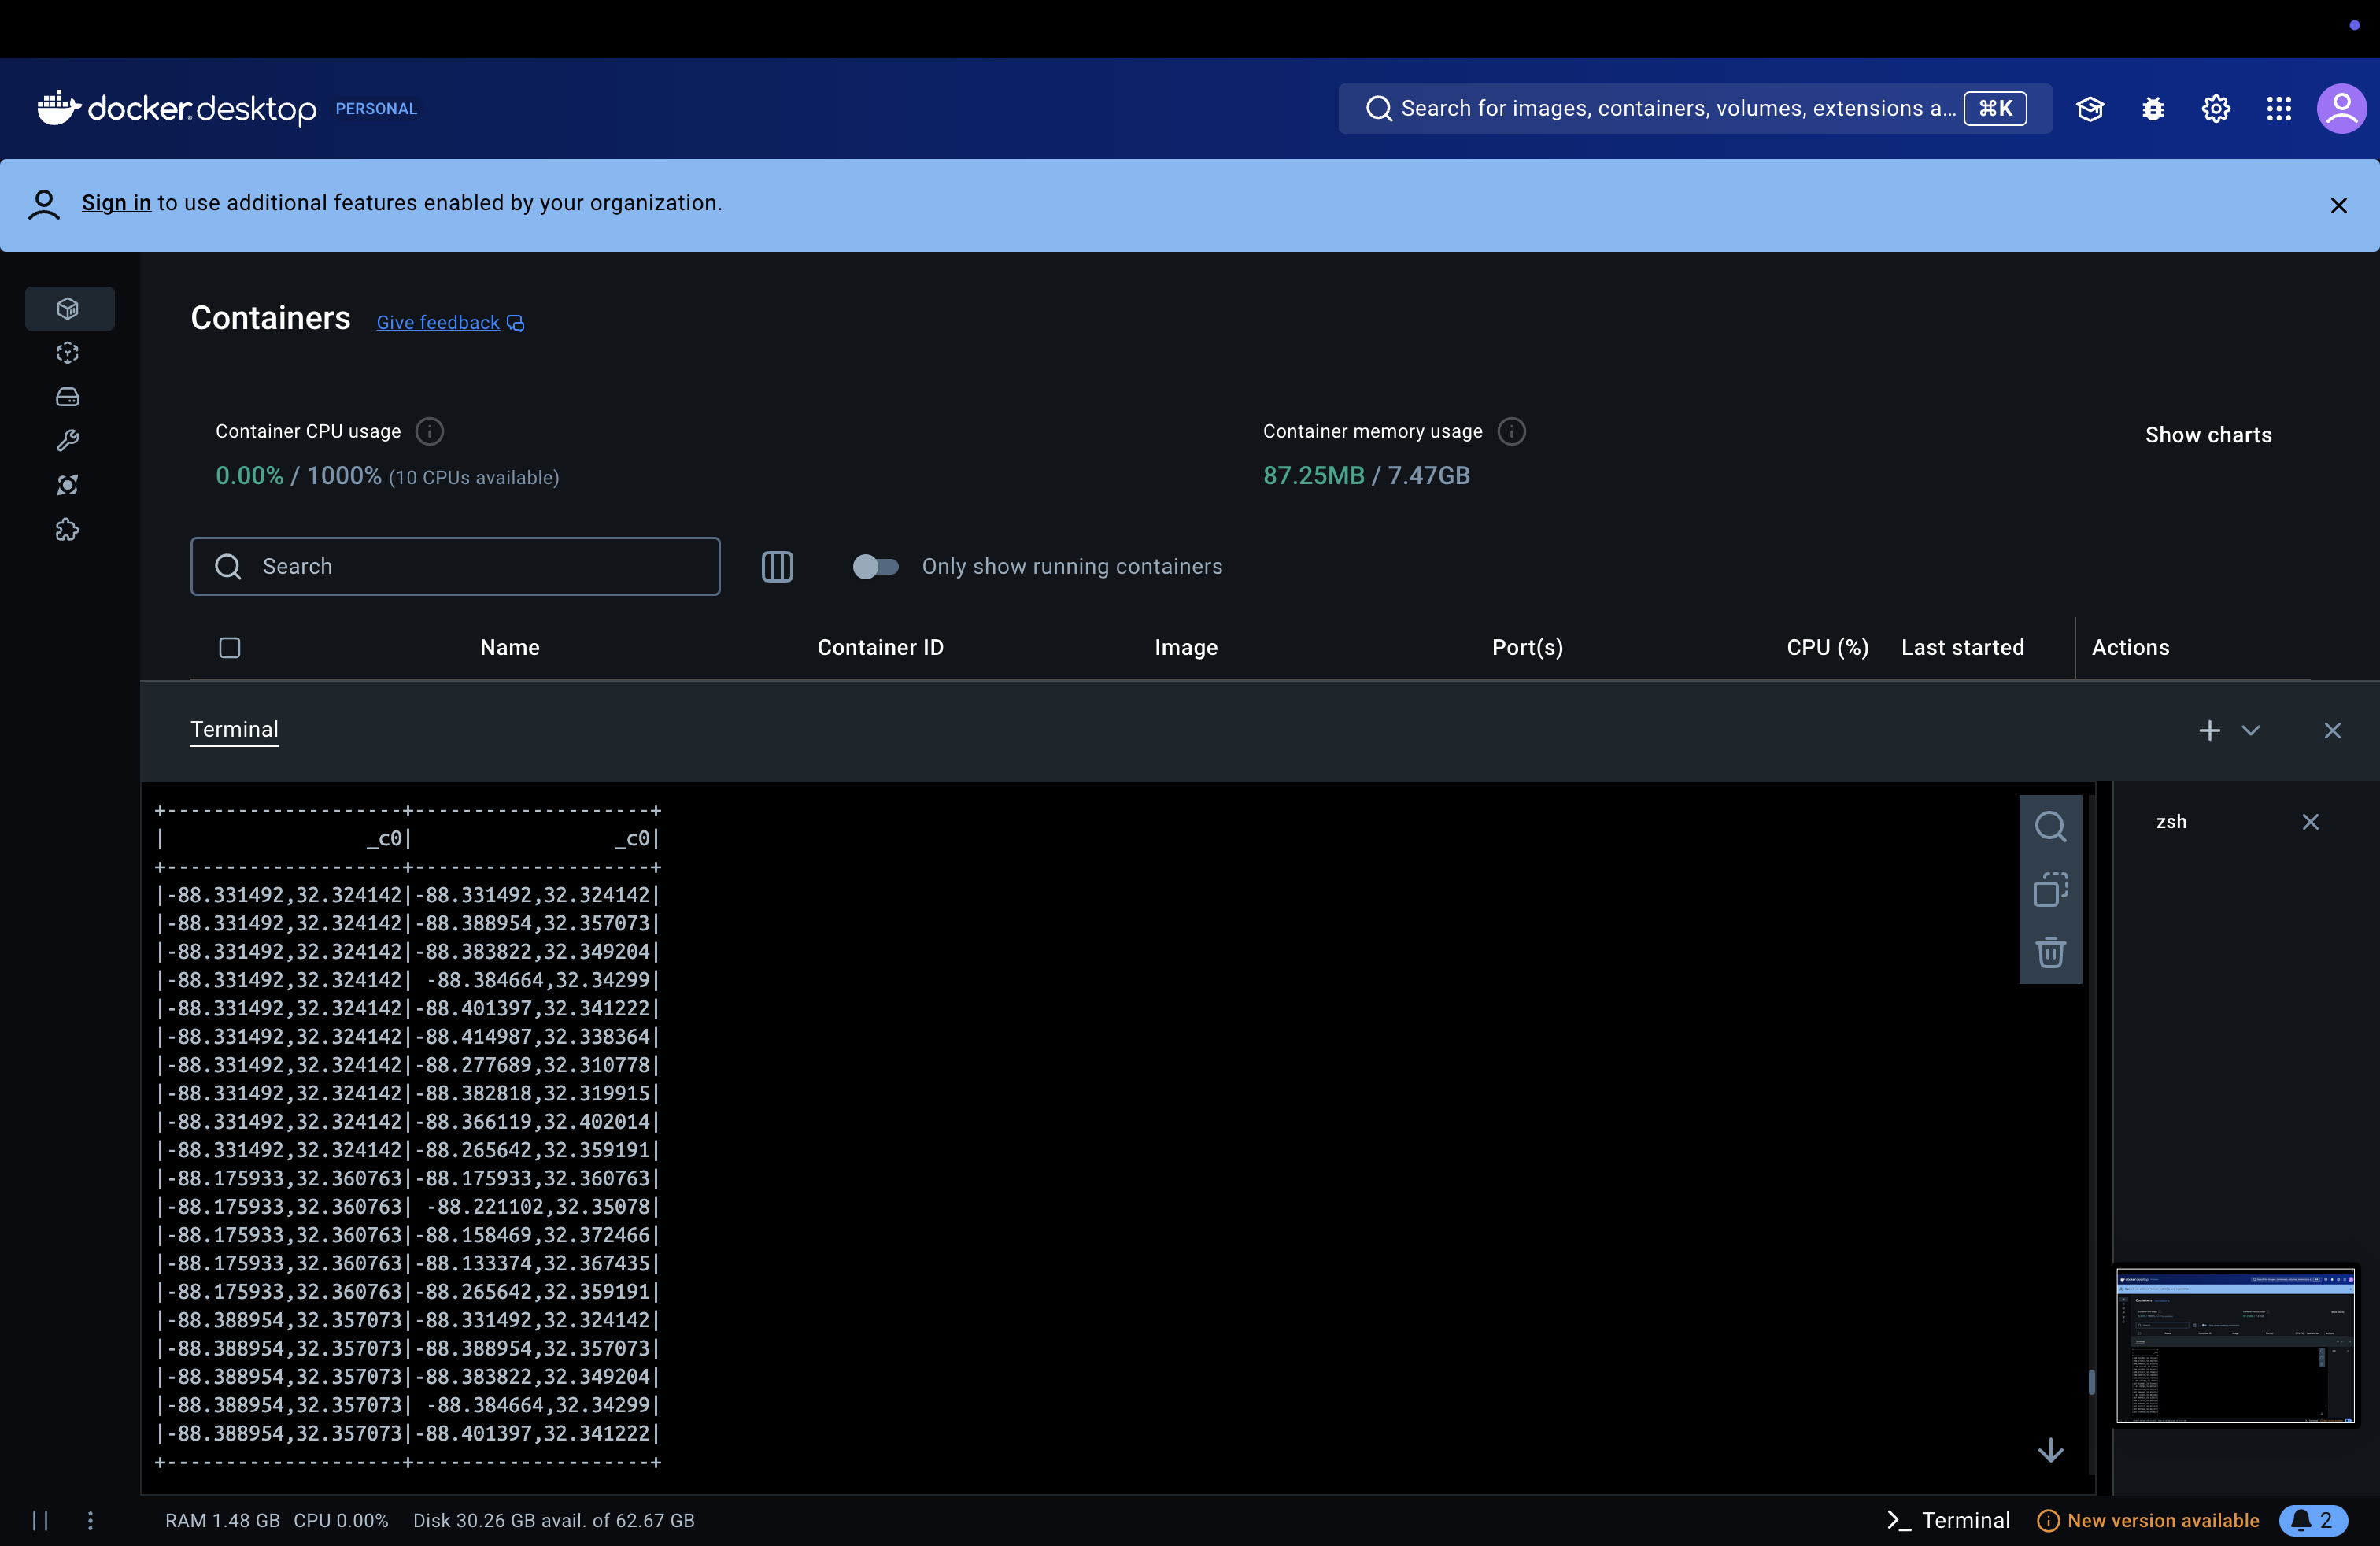 docker desktop PERSONAL
Search for images, containers, volumes, extensions a... ⌘K
Sign in to use additional features enabled by your organization.
Containers Give feedback
Container CPU usage
0.00% / 1000% (10 CPUs available)
Container memory usage
87.25MB / 7.47GB
Show charts
Search
Only show running containers
Name Container ID Image Port(s) CPU (%) Last started Actions
Terminal
zsh
+--------------------+--------------------+
|                 _c0|                 _c0|
+--------------------+--------------------+
|-88.331492,32.324142|-88.331492,32.324142|
|-88.331492,32.324142|-88.388954,32.357073|
|-88.331492,32.324142|-88.383822,32.349204|
|-88.331492,32.324142| -88.384664,32.34299|
|-88.331492,32.324142|-88.401397,32.341222|
|-88.331492,32.324142|-88.414987,32.338364|
|-88.331492,32.324142|-88.277689,32.310778|
|-88.331492,32.324142|-88.382818,32.319915|
|-88.331492,32.324142|-88.366119,32.402014|
|-88.331492,32.324142|-88.265642,32.359191|
|-88.175933,32.360763|-88.175933,32.360763|
|-88.175933,32.360763| -88.221102,32.35078|
|-88.175933,32.360763|-88.158469,32.372466|
|-88.175933,32.360763|-88.133374,32.367435|
|-88.175933,32.360763|-88.265642,32.359191|
|-88.388954,32.357073|-88.331492,32.324142|
|-88.388954,32.357073|-88.388954,32.357073|
|-88.388954,32.357073|-88.383822,32.349204|
|-88.388954,32.357073| -88.384664,32.34299|
|-88.388954,32.357073|-88.401397,32.341222|
+--------------------+--------------------+
RAM 1.48 GB CPU 0.00% Disk 30.26 GB avail. of 62.67 GB
>_ Terminal
New version available
2